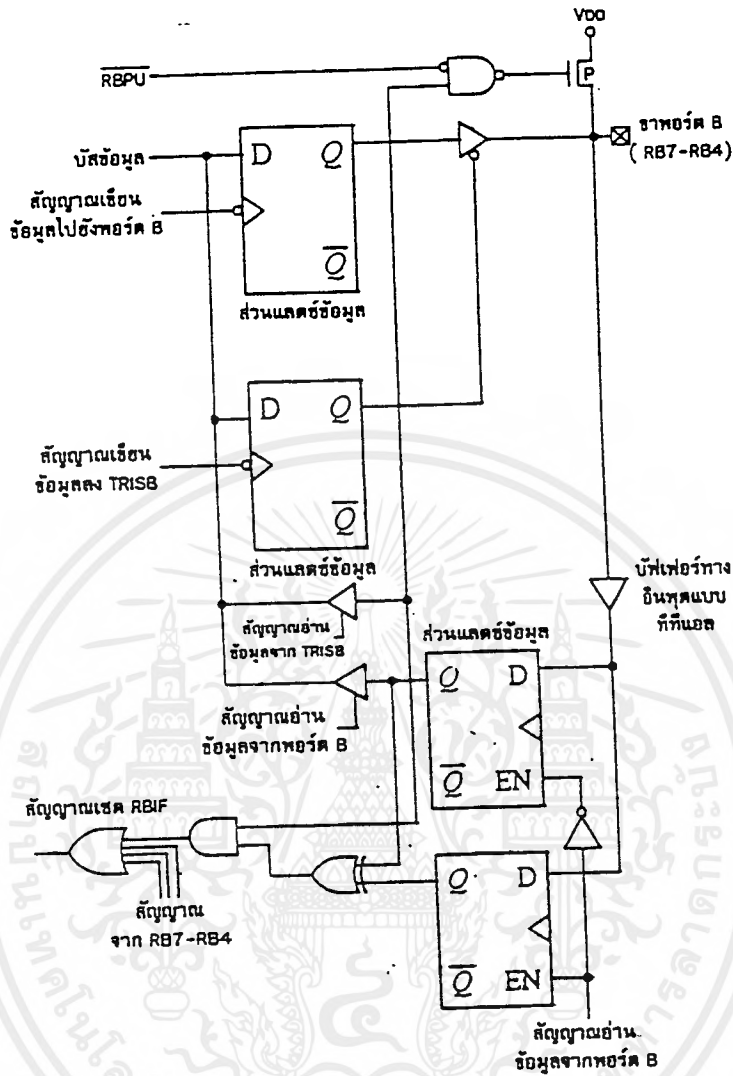 VDD
RBPU
P
ขาพอร์ต B
(RB7-RB4)
บัสข้อมูล
D Q
สัญญาณเขียน
ข้อมูลไปยังพอร์ต B
Q
ส่วนแลตช์ข้อมูล
D Q
สัญญาณเขียน
ข้อมูลลง TRISB
Q
ส่วนแลตช์ข้อมูล
บัฟเฟอร์ทาง
อินพุตแบบ
ทีทีแอล
สัญญาณอ่าน
ข้อมูลจาก TRISB
ส่วนแลตช์ข้อมูล
Q D
สัญญาณอ่าน
ข้อมูลจากพอร์ต B
Q EN
สัญญาณเซต RBIF
Q D
สัญญาณ
จาก RB7-RB4
Q EN
สัญญาณอ่าน
ข้อมูลจากพอร์ต B